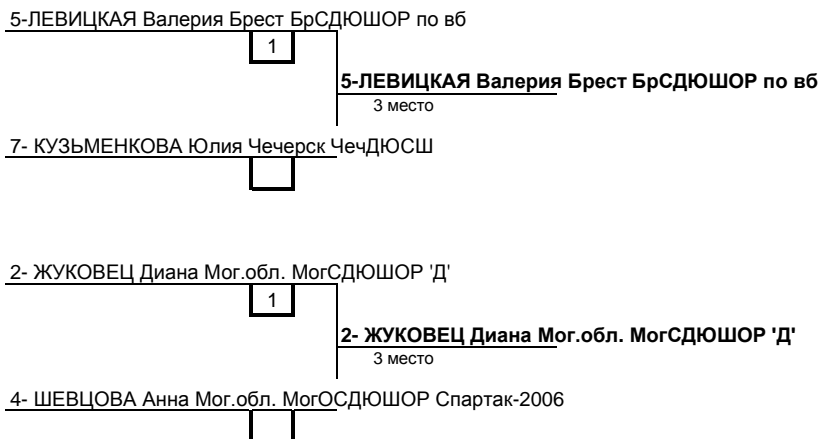 5-ЛЕВИЦКАЯ Валерия Брест БрСДЮШОР по вб
1
5-ЛЕВИЦКАЯ Валерия Брест БрСДЮШОР по вб
3 место
7- КУЗЬМЕНКОВА Юлия Чечерск ЧечДЮСШ
2- ЖУКОВЕЦ Диана Мог.обл. МогСДЮШОР 'Д'
1
2- ЖУКОВЕЦ Диана Мог.обл. МогСДЮШОР 'Д'
3 место
4- ШЕВЦОВА Анна Мог.обл. МогОСДЮШОР Спартак-2006